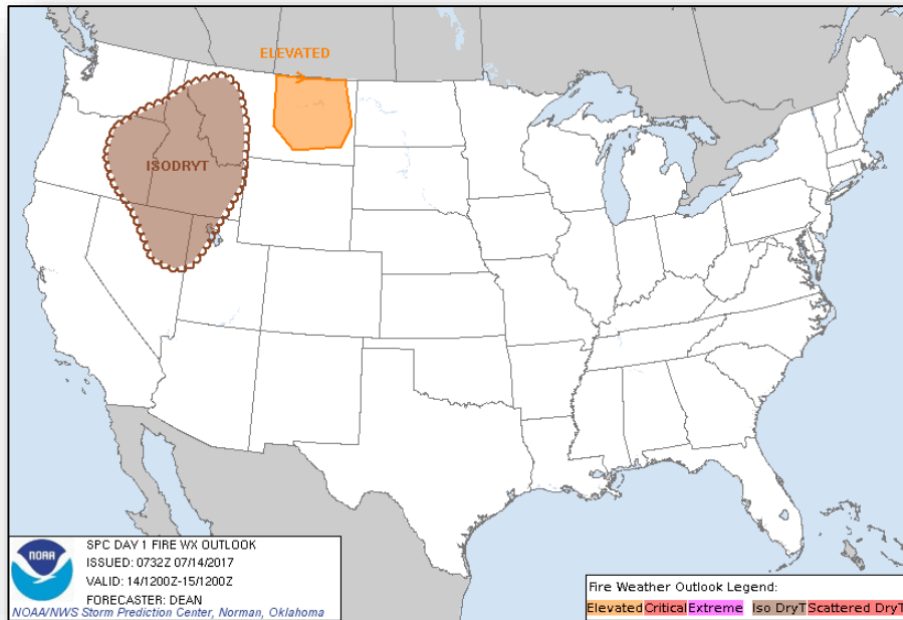 ELEVATED
ISODRYT
NOAA
SPC DAY 1 FIRE WX OUTLOOK
ISSUED: 0732Z 07/14/2017
VALID: 14/1200Z-15/1200Z
FORECASTER: DEAN
NOAA/NWS Storm Prediction Center, Norman, Oklahoma
Fire Weather Outlook Legend:
Elevated Critical Extreme Iso DryT Scattered DryT